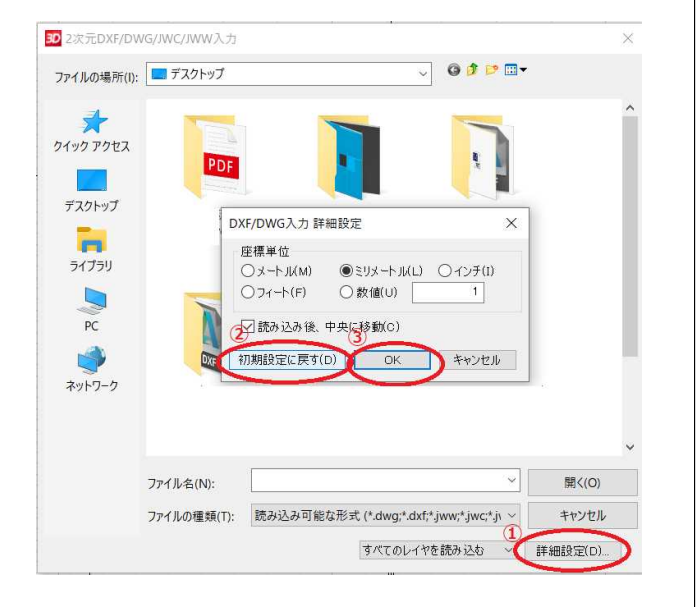 3D 2次元DXF/DWG/JWC/JWW入力
ファイルの場所(I): デスクトップ
クイック アクセス
デスクトップ
ライブラリ
PC
ネットワーク
PDF
DXF/DWG入力 詳細設定
座標単位
メートル(M) ミリメートル(L) インチ(I)
フィート(F) 数値(U) 1
読み込み後、中央に移動(C)
② ③
初期設定に戻す(D) OK キャンセル
DXF
ファイル名(N): 開く(O)
ファイルの種類(T): 読み込み可能な形式 (*.dwg;*.dxf;*.jww;*.jwc;*.jv キャンセル
①
すべてのレイヤを読み込む 詳細設定(D)...